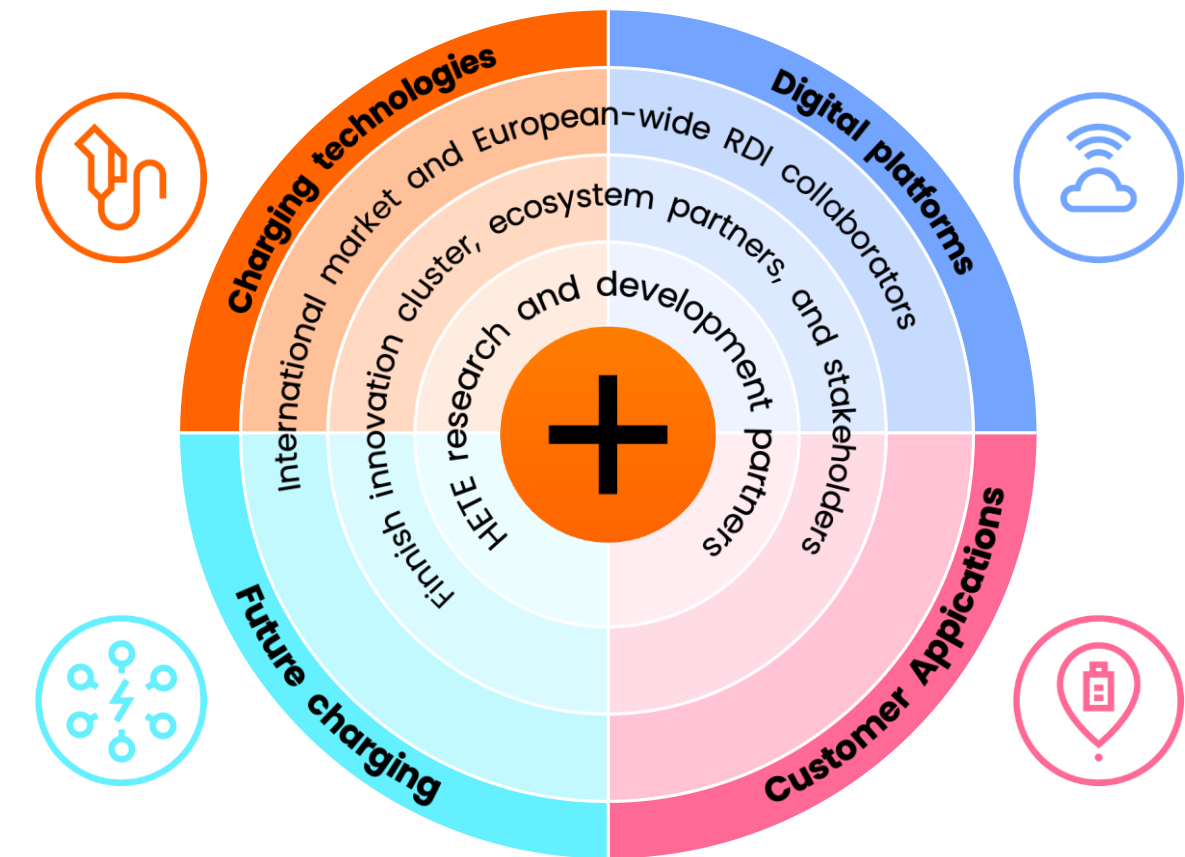 Charging technologies
Digital platforms
International market and European-wide RDI collaborators
Finnish innovation cluster, ecosystem partners, and stakeholders
HETE research and development partners
Future charging
Customer Appications